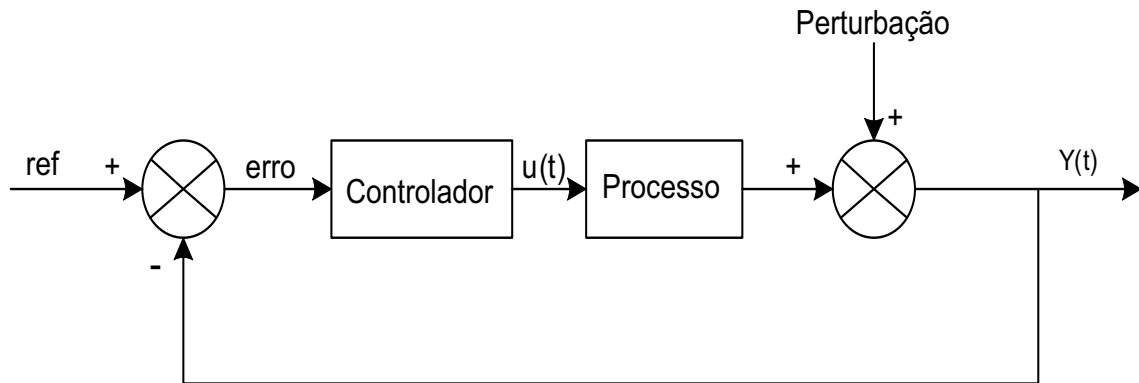 Perturbação
+
ref + erro Controlador u(t) Processo + Y(t)
-